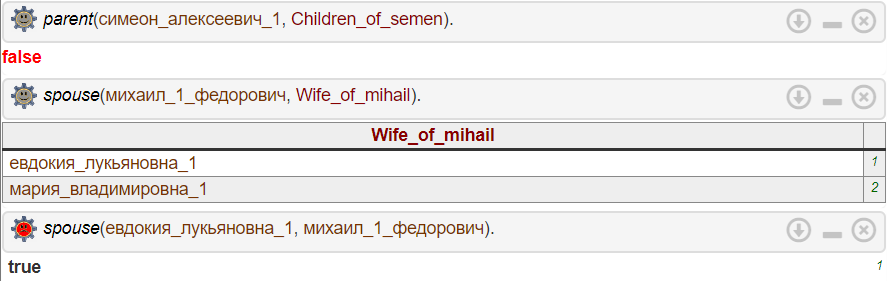 parent(симеон_алексеевич_1, Children_of_semen).
false
spouse(михаил_1_федорович, Wife_of_mihail).
Wife_of_mihail
евдокия_лукьяновна_1 1
мария_владимировна_1 2
spouse(евдокия_лукьяновна_1, михаил_1_федорович).
true 1